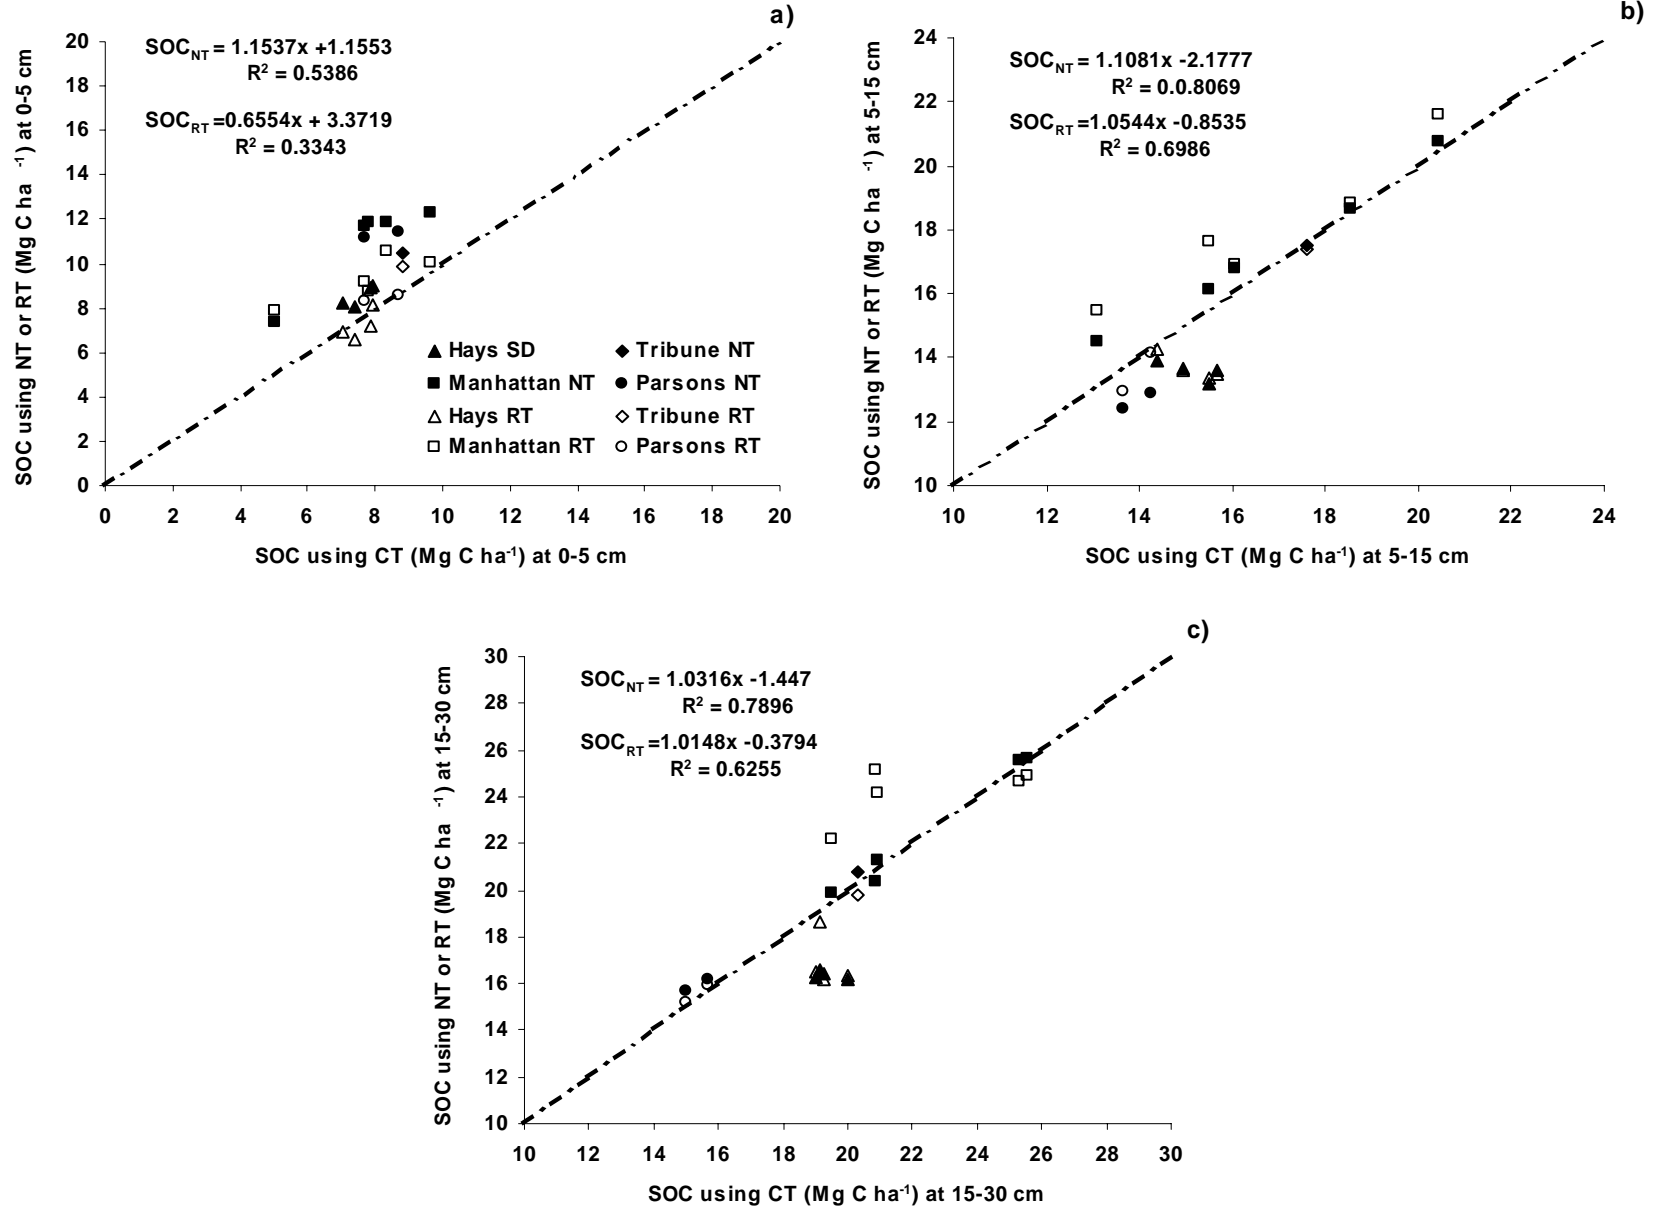 a)
SOC using NT or RT (Mg C ha -1) at 0-5 cm
SOCNT = 1.1537x +1.1553
R2 = 0.5386
SOCRT =0.6554x + 3.3719
R2 = 0.3343
20
18
16
14
12
10
8
6
4
2
0
Hays SD
Tribune NT
Manhattan NT
Parsons NT
Hays RT
Tribune RT
Manhattan RT
Parsons RT
0 2 4 6 8 10 12 14 16 18 20
SOC using CT (Mg C ha-1) at 0-5 cm
b)
SOC using NT or RT (Mg C ha -1) at 5-15 cm
SOCNT = 1.1081x -2.1777
R2 = 0.0.8069
SOCRT =1.0544x -0.8535
R2 = 0.6986
24
22
20
18
16
14
12
10
10 12 14 16 18 20 22 24
SOC using CT (Mg C ha-1) at 5-15 cm
c)
SOC using NT or RT (Mg C ha -1) at 15-30 cm
SOCNT = 1.0316x -1.447
R2 = 0.7896
SOCRT =1.0148x -0.3794
R2 = 0.6255
30
28
26
24
22
20
18
16
14
12
10
10 12 14 16 18 20 22 24 26 28 30
SOC using CT (Mg C ha-1) at 15-30 cm